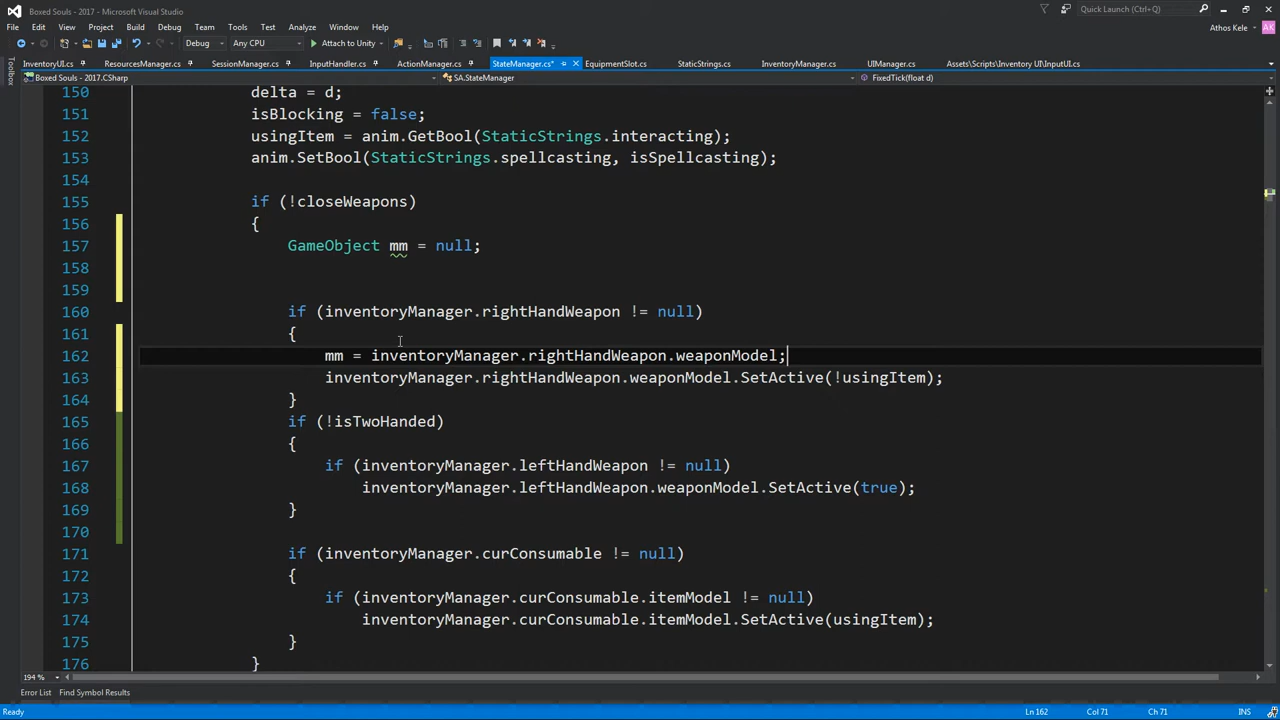 Boxed Souls - 2017 - Microsoft Visual Studio
Quick Launch (Ctrl+Q)
File Edit View Project Build Debug Team Tools Test Analyze Window Help
Athos Kele AK
Debug Any CPU Attach to Unity
Toolbox
InventoryUI.cs ResourcesManager.cs SessionManager.cs InputHandler.cs ActionManager.cs StateManager.cs* EquipmentSlot.cs StaticStrings.cs InventoryManager.cs UIManager.cs Assets\Scripts\Inventory UI\InputUI.cs
Boxed Souls - 2017.CSharp SA.StateManager FixedTick(float d)
150 delta = d;
151 isBlocking = false;
152 usingItem = anim.GetBool(StaticStrings.interacting);
153 anim.SetBool(StaticStrings.spellcasting, isSpellcasting);
154
155 if (!closeWeapons)
156 {
157 GameObject mm = null;
158
159
160 if (inventoryManager.rightHandWeapon != null)
161 {
162 mm = inventoryManager.rightHandWeapon.weaponModel;
163 inventoryManager.rightHandWeapon.weaponModel.SetActive(!usingItem);
164 }
165 if (!isTwoHanded)
166 {
167 if (inventoryManager.leftHandWeapon != null)
168 inventoryManager.leftHandWeapon.weaponModel.SetActive(true);
169 }
170
171 if (inventoryManager.curConsumable != null)
172 {
173 if (inventoryManager.curConsumable.itemModel != null)
174 inventoryManager.curConsumable.itemModel.SetActive(usingItem);
175 }
176 }
194 %
Error List Find Symbol Results
Ready Ln 162 Col 71 Ch 71 INS